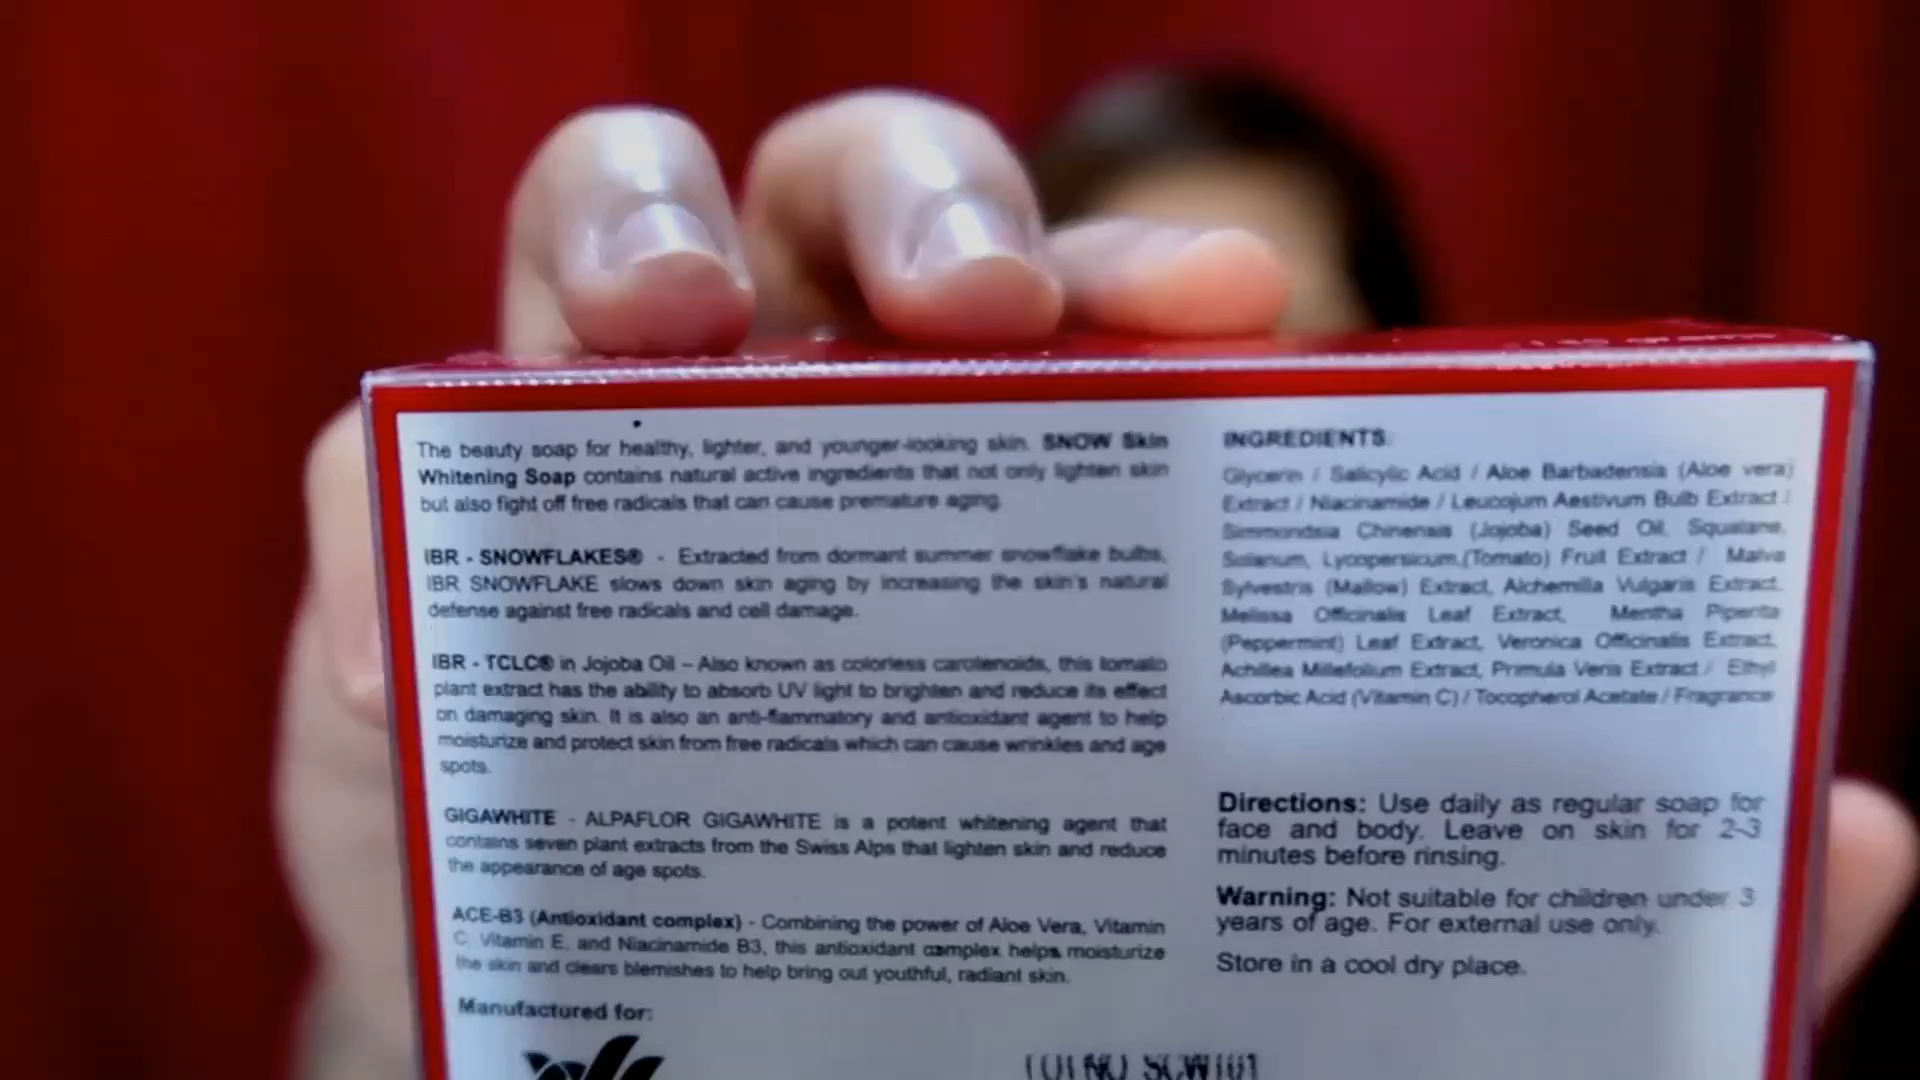 The beauty soap for healthy, lighter, and younger-looking skin. SNOW Skin
Whitening Soap contains natural active ingredients that not only lighten skin
but also fight off free radicals that can cause premature aging.
IBR - SNOWFLAKES® - Extracted from dormant summer snowflake bulbs,
IBR SNOWFLAKE slows down skin aging by increasing the skin's natural
defense against free radicals and cell damage.
IBR - TCLC® in Jojoba Oil – Also known as colorless carotenoids, this tomato
plant extract has the ability to absorb UV light to brighten and reduce its effect
on damaging skin. It is also an anti-flammatory and antioxidant agent to help
moisturize and protect skin from free radicals which can cause wrinkles and age
spots.
GIGAWHITE - ALPAFLOR GIGAWHITE is a potent whitening agent that
contains seven plant extracts from the Swiss Alps that lighten skin and reduce
the appearance of age spots.
ACE-B3 (Antioxidant complex) - Combining the power of Aloe Vera, Vitamin
C, Vitamin E, and Niacinamide B3, this antioxidant complex helps moisturize
the skin and clears blemishes to help bring out youthful, radiant skin.
Manufactured for:
INGREDIENTS:
Glycerin / Salicylic Acid / Aloe Barbadensis (Aloe vera)
Extract / Niacinamide / Leucojum Aestivum Bulb Extract /
Simmondsia Chinensis (Jojoba) Seed Oil, Squalane,
Solanum, Lycopersicum,(Tomato) Fruit Extract / Malva
Sylvestris (Mallow) Extract, Alchemilla Vulgaris Extract,
Melissa Officinalis Leaf Extract, Mentha Piperita
(Peppermint) Leaf Extract, Veronica Officinalis Extract,
Achillea Millefolium Extract, Primula Veris Extract / Ethyl
Ascorbic Acid (Vitamin C) / Tocopherol Acetate / Fragrance
Directions: Use daily as regular soap for
face and body. Leave on skin for 2-3
minutes before rinsing.
Warning: Not suitable for children under 3
years of age. For external use only.
Store in a cool dry place.